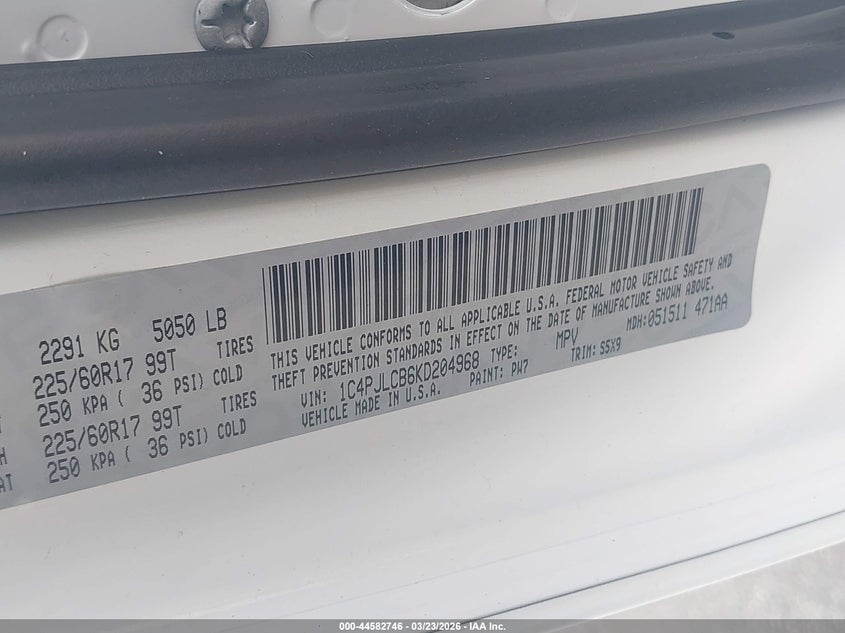 2291 KG 5050 LB
225/60R17 99T TIRES
250 KPA ( 36 PSI) COLD
225/60R17 99T TIRES
250 KPA ( 36 PSI) COLD
THIS VEHICLE CONFORMS TO ALL APPLICABLE U.S.A. FEDERAL MOTOR VEHICLE SAFETY AND
THEFT PREVENTION STANDARDS IN EFFECT ON THE DATE OF MANUFACTURE SHOWN ABOVE.
VIN: 1C4PJLCB6KD204968 TYPE: MPV MDH:051511 471AA
VEHICLE MADE IN U.S.A. PAINT: PW7 TRIM: S5X9
000-44582746 - 03/23/2026 - IAA Inc.